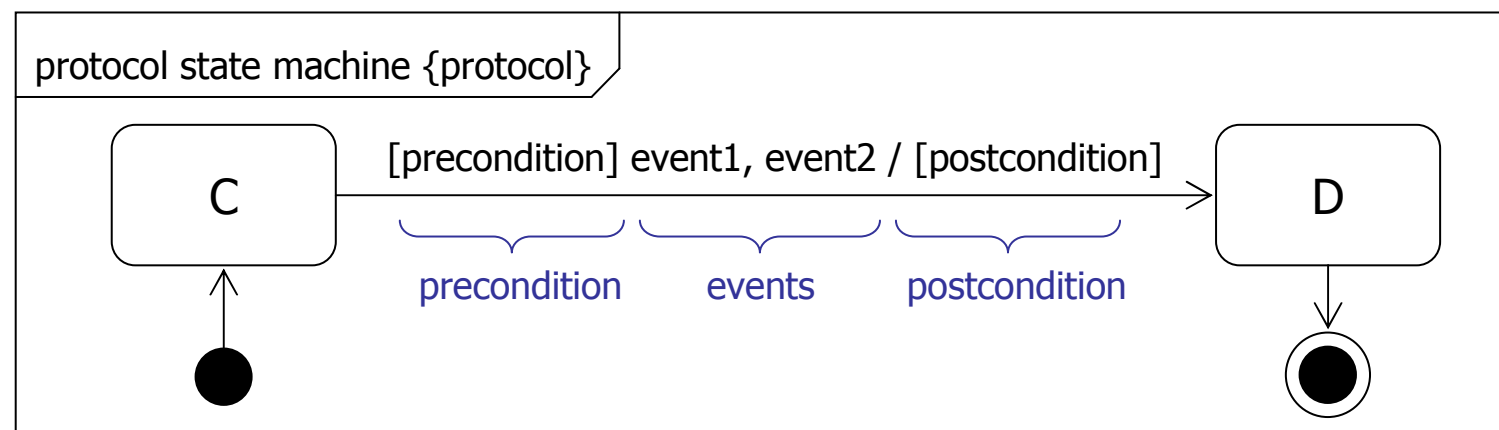 protocol state machine {protocol}
[precondition] event1, event2 / [postcondition]
C
D
precondition events postcondition